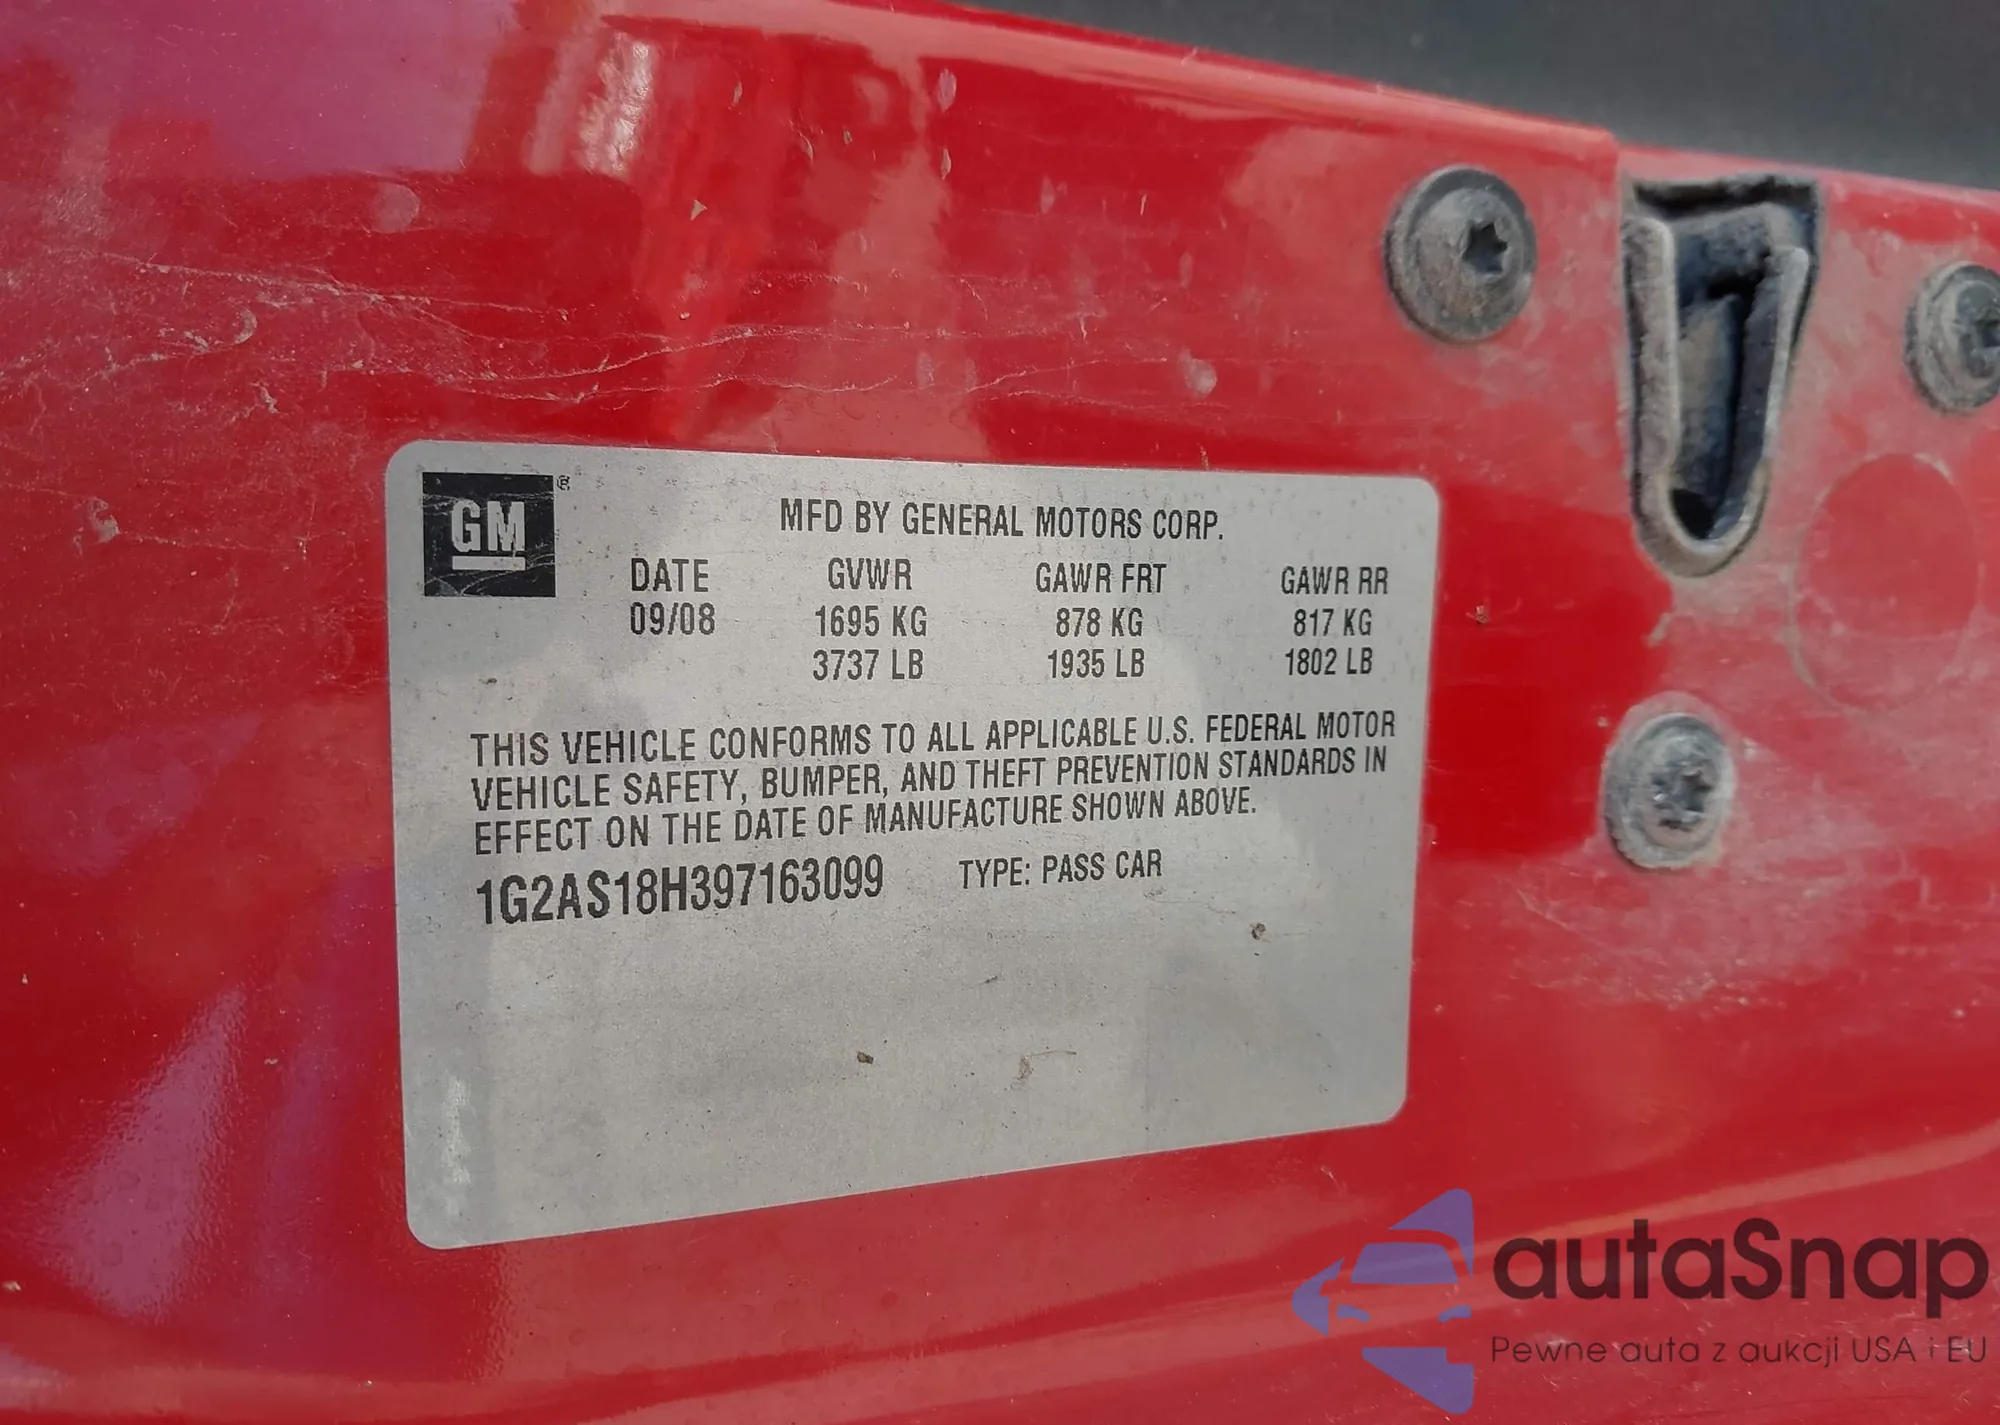 GM ®
MFD BY GENERAL MOTORS CORP.
DATE GVWR GAWR FRT GAWR RR
09/08 1695 KG 878 KG 817 KG
3737 LB 1935 LB 1802 LB
THIS VEHICLE CONFORMS TO ALL APPLICABLE U.S. FEDERAL MOTOR
VEHICLE SAFETY, BUMPER, AND THEFT PREVENTION STANDARDS IN
EFFECT ON THE DATE OF MANUFACTURE SHOWN ABOVE.
1G2AS18H397163099 TYPE: PASS CAR
autaSnap
Pewne auta z aukcji USA i EU